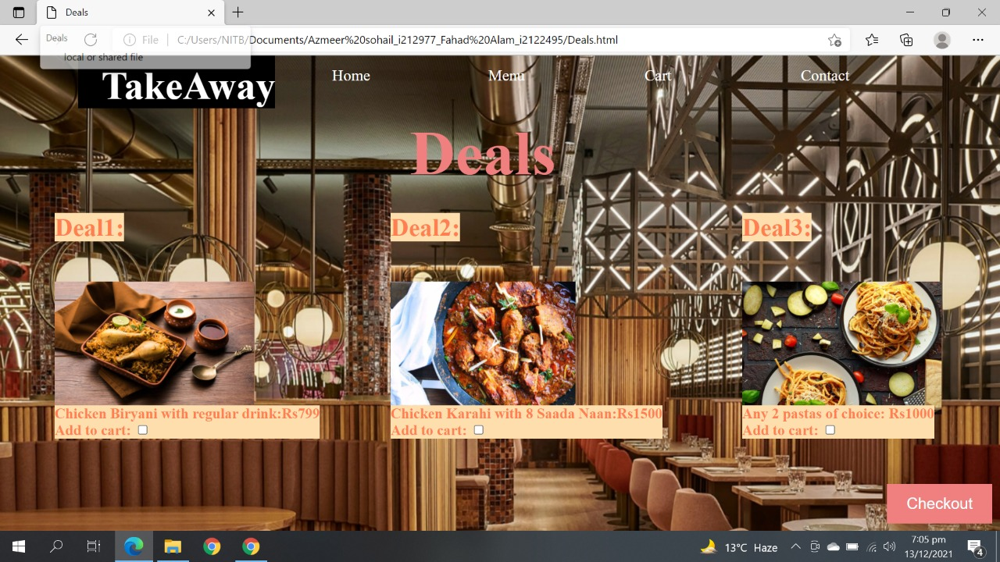 Deals
Deals
File
C:/Users/NITB/Documents/Azmeer%20sohail_i212977_Fahad%20Alam_i2122495/Deals.html
local or shared file
TakeAway
Home
Menu
Cart
Contact
Deals
Deal1:
Deal2:
Deal3:
Chicken Biryani with regular drink:Rs799
Add to cart:
Chicken Karahi with 8 Saada Naan:Rs1500
Add to cart:
Any 2 pastas of choice: Rs1000
Add to cart:
Checkout
13°C Haze
7:05 pm
13/12/2021
4